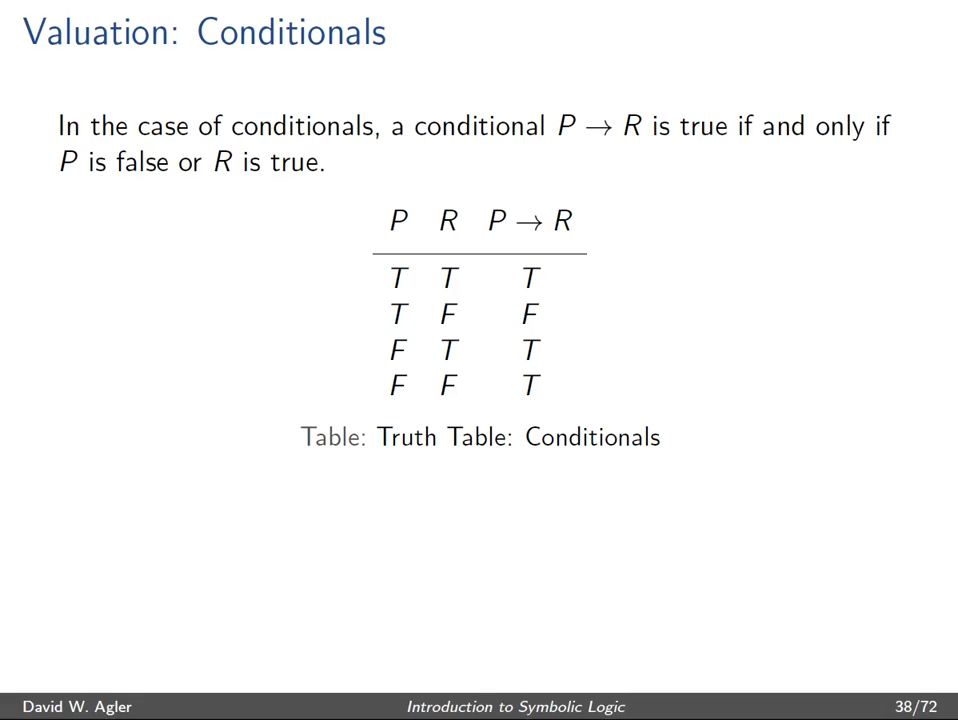 Valuation: Conditionals
In the case of conditionals, a conditional P → R is true if and only if
P is false or R is true.
P R P → R
T T T
T F F
F T T
F F T
Table: Truth Table: Conditionals
David W. Agler Introduction to Symbolic Logic 38/72